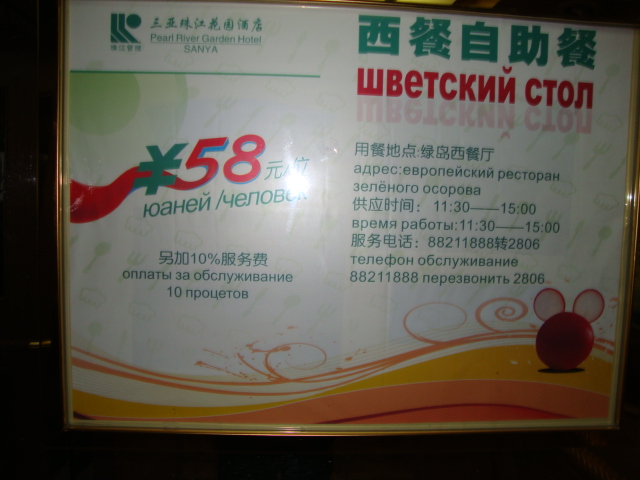 三亚珠江花园酒店
Pearl River Garden Hotel
SANYA
珠江管理
西餐自助餐
шветский стол
¥58元/位
юаней /человек
另加10%服务费
оплаты за обслуживание
10 процетов
用餐地点:绿岛西餐厅
адрес:европейский ресторан
зелёного осорова
供应时间: 11:30——15:00
время работы:11:30——15:00
服务电话: 88211888转2806
телефон обслуживание
88211888 перезвонить 2806